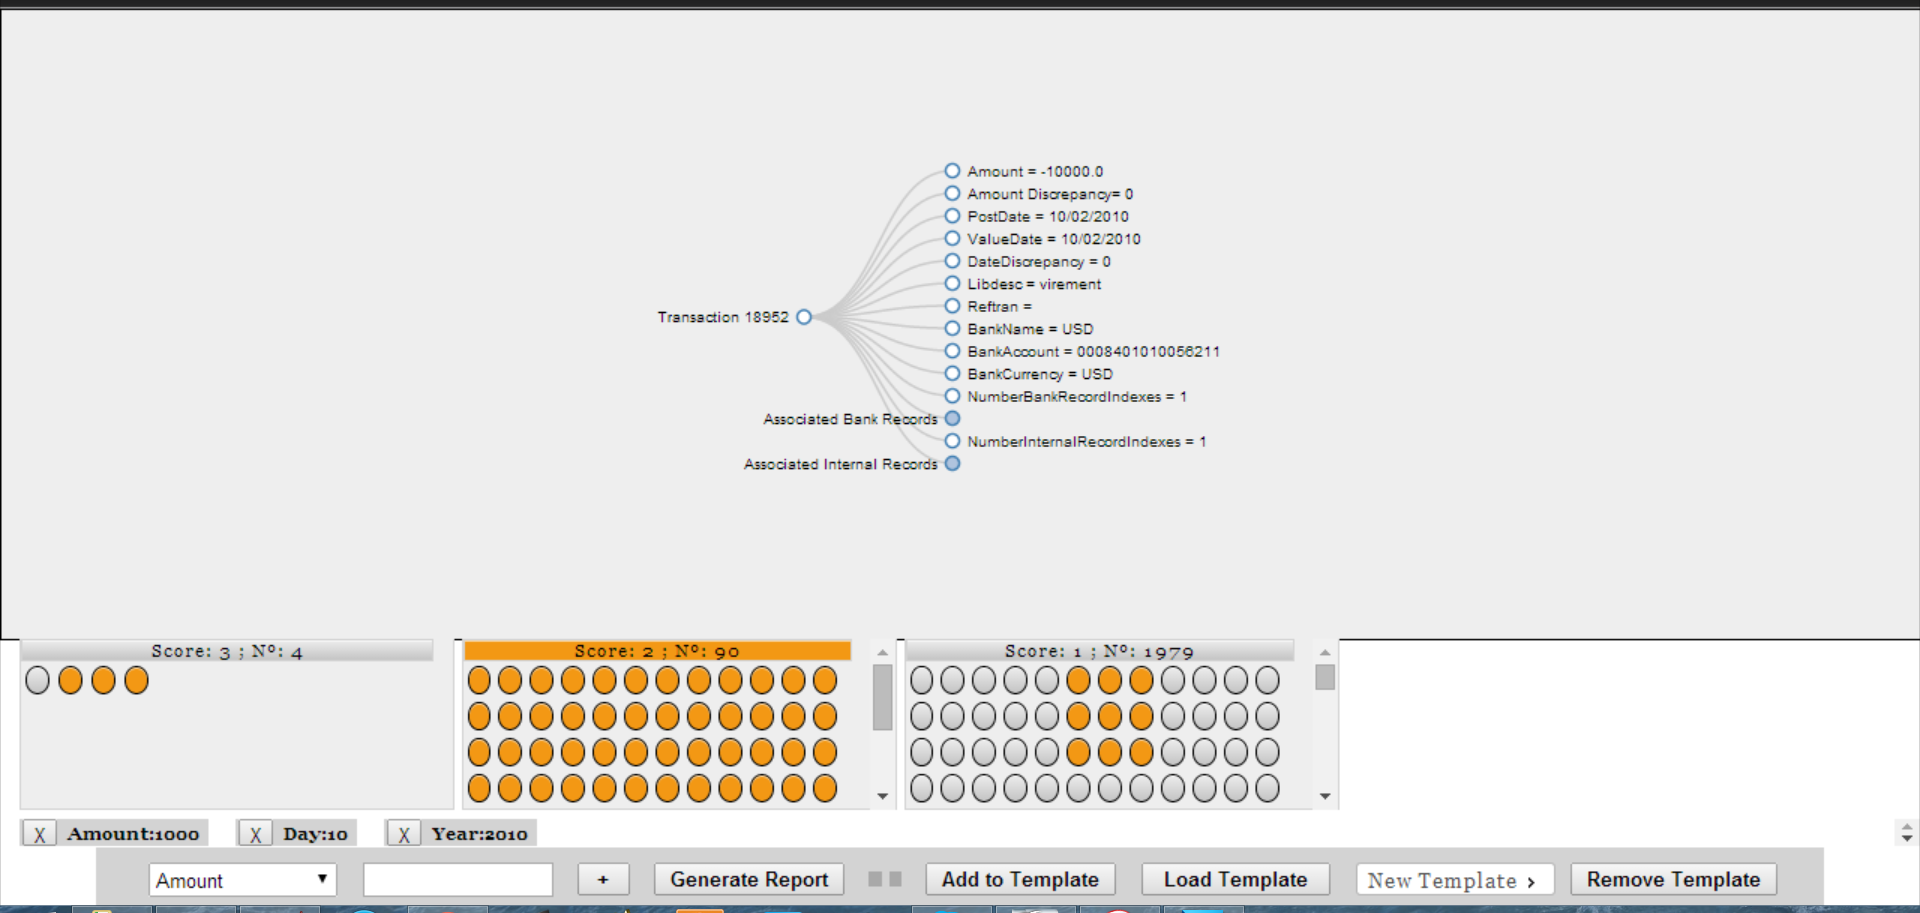 Amount = -10000.0
Amount Discrepancy= 0
PostDate = 10/02/2010
ValueDate = 10/02/2010
DateDiscrepancy = 0
Libdesc = virement
Reftran =
Transaction 18952
BankName = USD
BankAccount = 0008401010056211
BankCurrency = USD
NumberBankRecordIndexes = 1
Associated Bank Records
NumberInternalRecordIndexes = 1
Associated Internal Records
Score: 3 ; Nº: 4
Score: 2 ; Nº: 90
Score: 1 ; Nº: 1979
X Amount:1000 X Day:10 X Year:2010
Amount + Generate Report Add to Template Load Template New Template › Remove Template